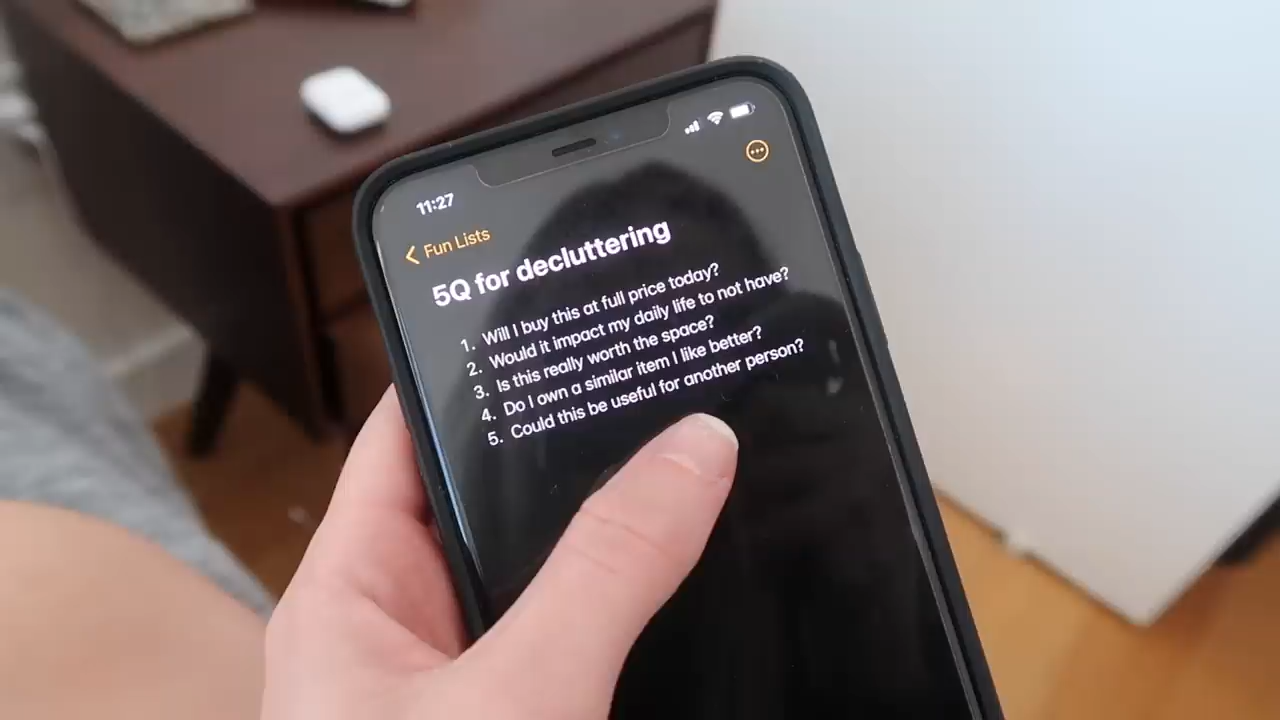 11:27
Fun Lists
5Q for decluttering
1. Will I buy this at full price today?
2. Would it impact my daily life to not have?
3. Is this really worth the space?
4. Do I own a similar item I like better?
5. Could this be useful for another person?